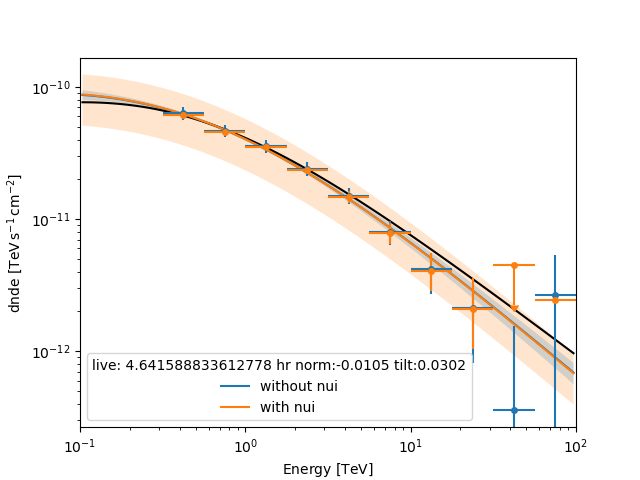 10⁻¹⁰
10⁻¹¹
10⁻¹²
dnde [TeV s⁻¹ cm⁻²]
live: 4.641588833612778 hr norm:-0.0105 tilt:0.0302
without nui
with nui
10⁻¹ 10⁰ 10¹ 10²
Energy [TeV]